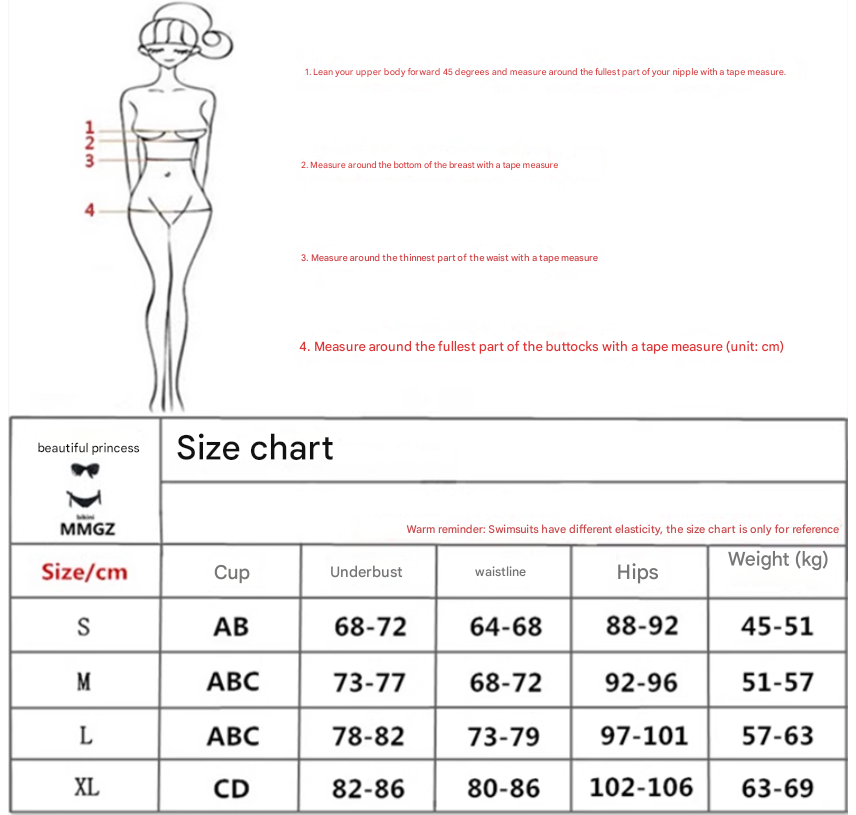 1. Lean your upper body forward 45 degrees and measure around the fullest part of your nipple with a tape measure.
1
2
2. Measure around the bottom of the breast with a tape measure
3
4
3. Measure around the thinnest part of the waist with a tape measure
4. Measure around the fullest part of the buttocks with a tape measure (unit: cm)
beautiful princess
Size chart
bikini
MMGZ
Warm reminder: Swimsuits have different elasticity, the size chart is only for reference
Size/cm Cup Underbust waistline Hips Weight (kg)
S AB 68-72 64-68 88-92 45-51
M ABC 73-77 68-72 92-96 51-57
L ABC 78-82 73-79 97-101 57-63
XL CD 82-86 80-86 102-106 63-69